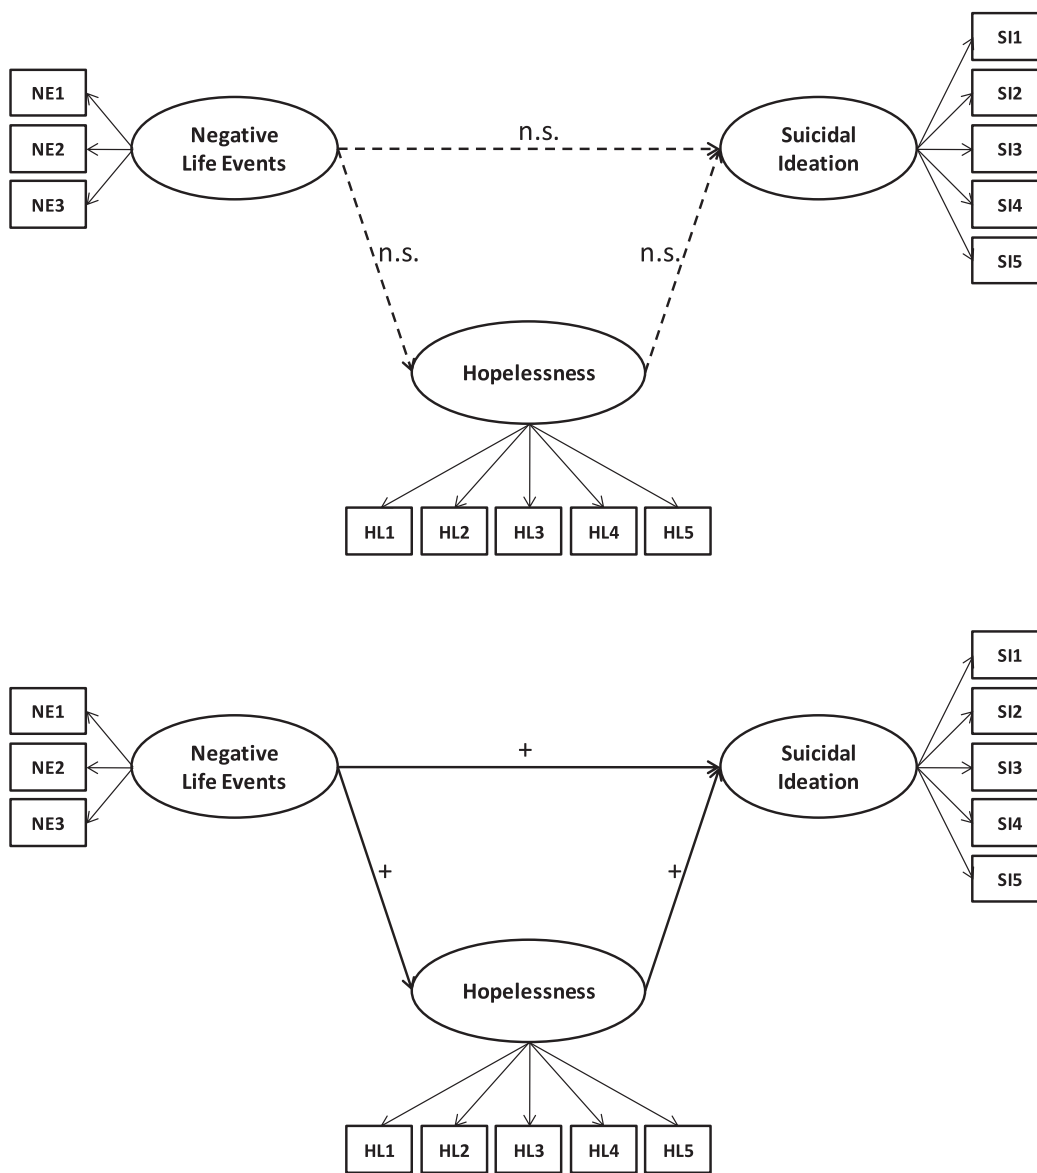 SI1
NE1
SI2
Negative
Life Events
n.s.
Suicidal
Ideation
NE2
SI3
NE3
SI4
n.s.
n.s.
SI5
Hopelessness
HL1
HL2
HL3
HL4
HL5
SI1
NE1
SI2
Negative
Life Events
+
Suicidal
Ideation
NE2
SI3
NE3
SI4
+
+
SI5
Hopelessness
HL1
HL2
HL3
HL4
HL5